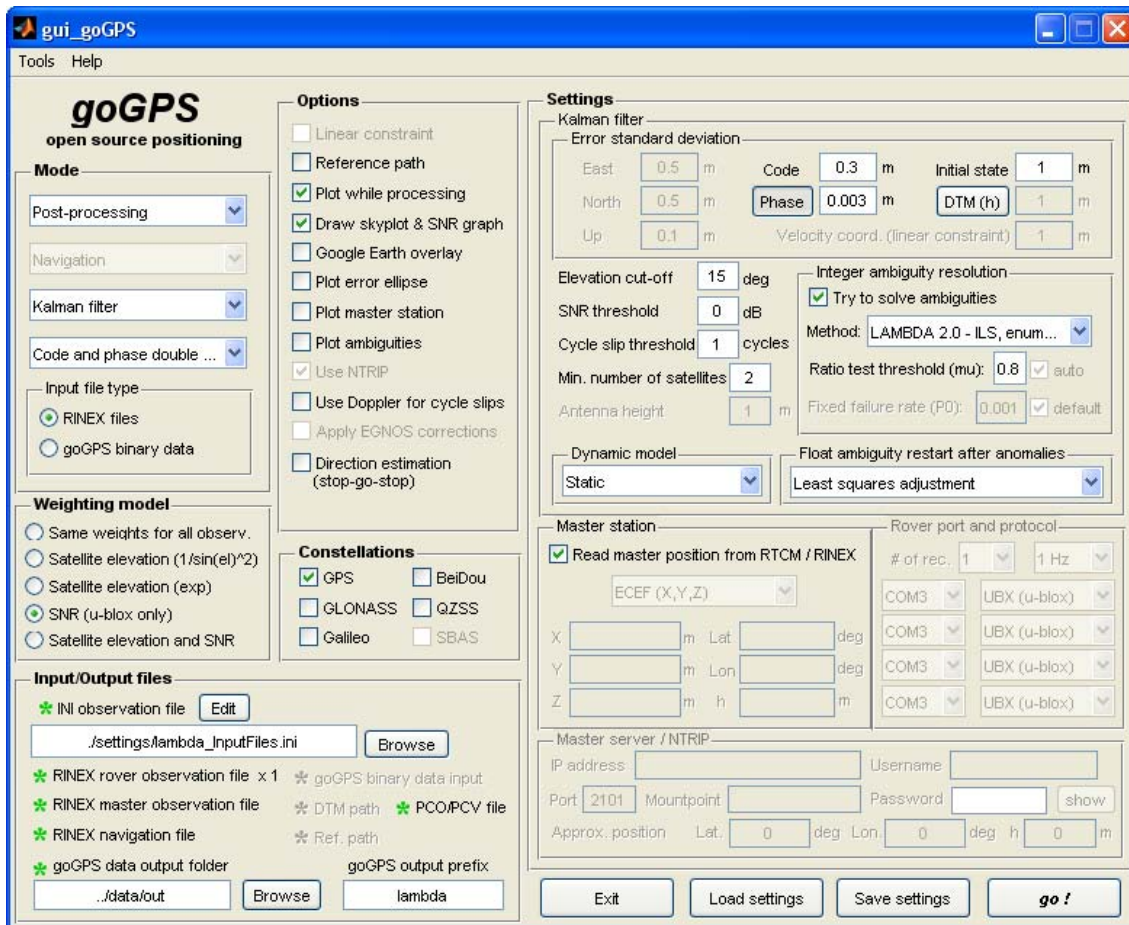 gui_goGPS
Tools Help
goGPS
open source positioning
Mode
Post-processing
Navigation
Kalman filter
Code and phase double ...
Input file type
RINEX files
goGPS binary data
Weighting model
Same weights for all observ.
Satellite elevation (1/sin(el)^2)
Satellite elevation (exp)
SNR (u-blox only)
Satellite elevation and SNR
Options
Linear constraint
Reference path
Plot while processing
Draw skyplot & SNR graph
Google Earth overlay
Plot error ellipse
Plot master station
Plot ambiguities
Use NTRIP
Use Doppler for cycle slips
Apply EGNOS corrections
Direction estimation
(stop-go-stop)
Constellations
GPS BeiDou
GLONASS QZSS
Galileo SBAS
Input/Output files
INI observation file Edit
./settings/lambda_InputFiles.ini Browse
RINEX rover observation file x 1 goGPS binary data input
RINEX master observation file DTM path PCO/PCV file
RINEX navigation file Ref. path
goGPS data output folder goGPS output prefix
../data/out Browse lambda
Settings
Kalman filter
Error standard deviation
East 0.5 m Code 0.3 m Initial state 1 m
North 0.5 m Phase 0.003 m DTM (h) 1 m
Up 0.1 m Velocity coord. (linear constraint) 1 m
Elevation cut-off 15 deg
SNR threshold 0 dB
Cycle slip threshold 1 cycles
Min. number of satellites 2
Antenna height 1 m
Integer ambiguity resolution
Try to solve ambiguities
Method: LAMBDA 2.0 - ILS, enum...
Ratio test threshold (mu): 0.8 auto
Fixed failure rate (P0): 0.001 default
Dynamic model
Static
Float ambiguity restart after anomalies
Least squares adjustment
Master station
Read master position from RTCM / RINEX
ECEF (X,Y,Z)
X m Lat deg
Y m Lon deg
Z m h m
Rover port and protocol
# of rec. 1 1 Hz
COM3 UBX (u-blox)
COM3 UBX (u-blox)
COM3 UBX (u-blox)
COM3 UBX (u-blox)
Master server / NTRIP
IP address Username
Port 2101 Mountpoint Password show
Approx. position Lat. 0 deg Lon. 0 deg h 0 m
Exit Load settings Save settings go !